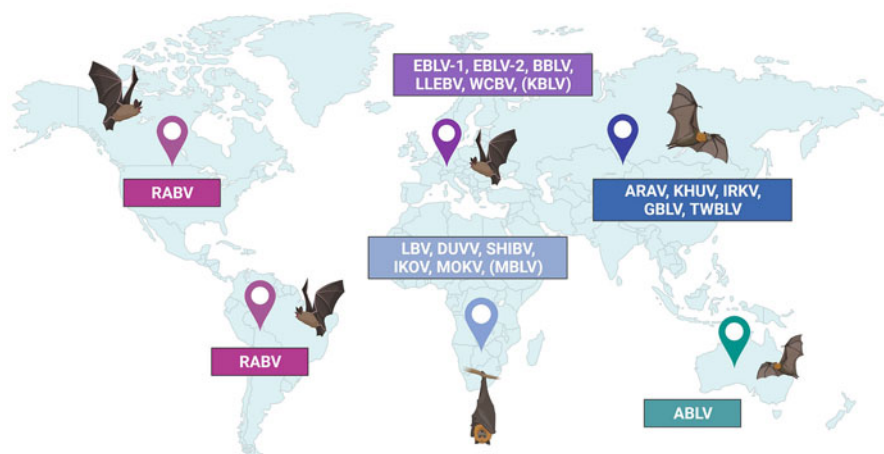 EBLV-1, EBLV-2, BBLV,
LLEBV, WCBV, (KBLV)
RABV
ARAV, KHUV, IRKV,
GBLV, TWBLV
LBV, DUVV, SHIBV,
IKOV, MOKV, (MBLV)
RABV
ABLV